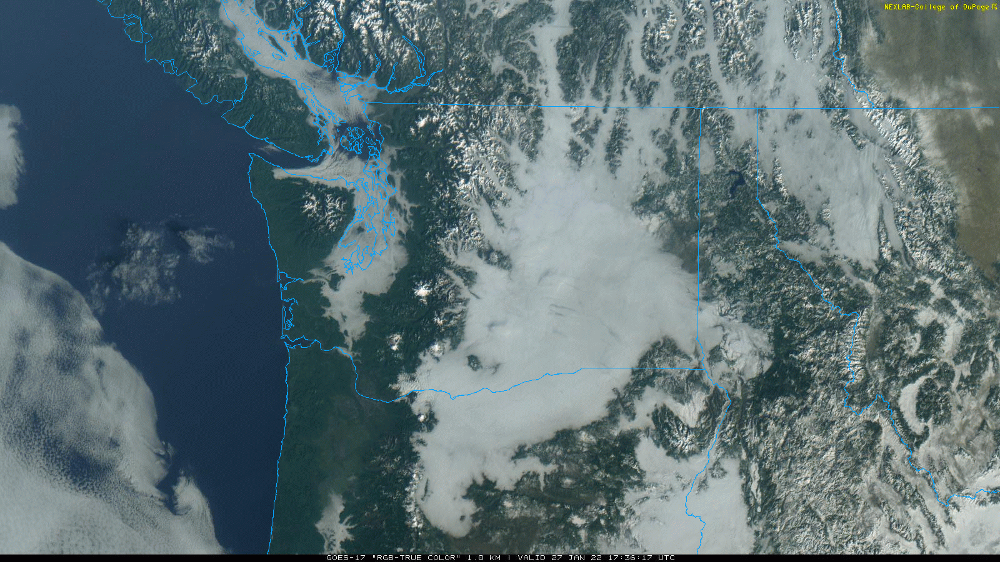 NEXLAB-College of DuPage
GOES-17 "RGB-TRUE COLOR" 1.0 KM | VALID 27 JAN 22 17:36:17 UTC